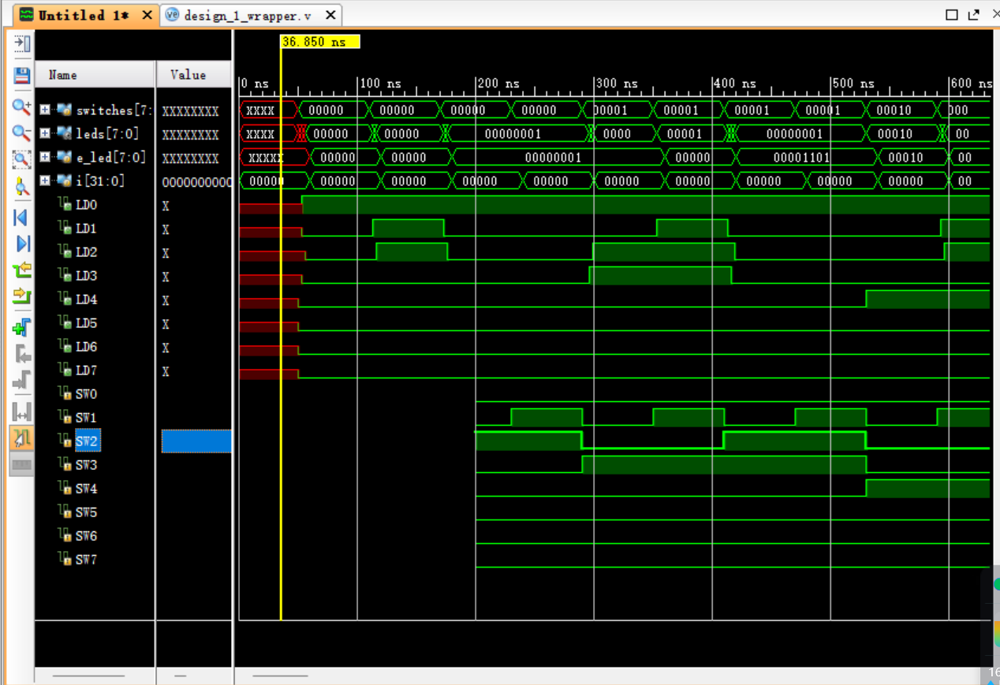 Untitled 1* design_1_wrapper.v
36.850 ns
Name Value
0 ns 100 ns 200 ns 300 ns 400 ns 500 ns 600 ns
switches[7: XXXXXXXX XXXX 00000 00000 00000 00000 00001 00001 00001 00001 00010 000
leds[7:0] XXXXXXXX XXXX 00000 00000 00000001 0000 00001 00000001 00010 00
e_led[7:0] XXXXXXXX XXXXX 00000 00000 00000001 00000 00001101 00010 00
i[31:0] 0000000000 00000 00000 00000 00000 00000 00000 00000 00000 00000 00000 00
LD0 X
LD1 X
LD2 X
LD3 X
LD4 X
LD5 X
LD6 X
LD7 X
SW0
SW1
SW2
SW3
SW4
SW5
SW6
SW7
16